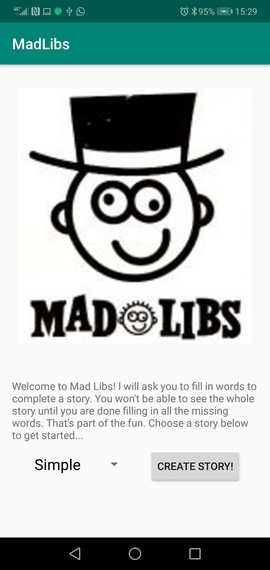 95% 15:29
MadLibs
MAD LIBS
Welcome to Mad Libs! I will ask you to fill in words to
complete a story. You won't be able to see the whole
story until you are done filling in all the missing
words. That's part of the fun. Choose a story below
to get started...
Simple CREATE STORY!